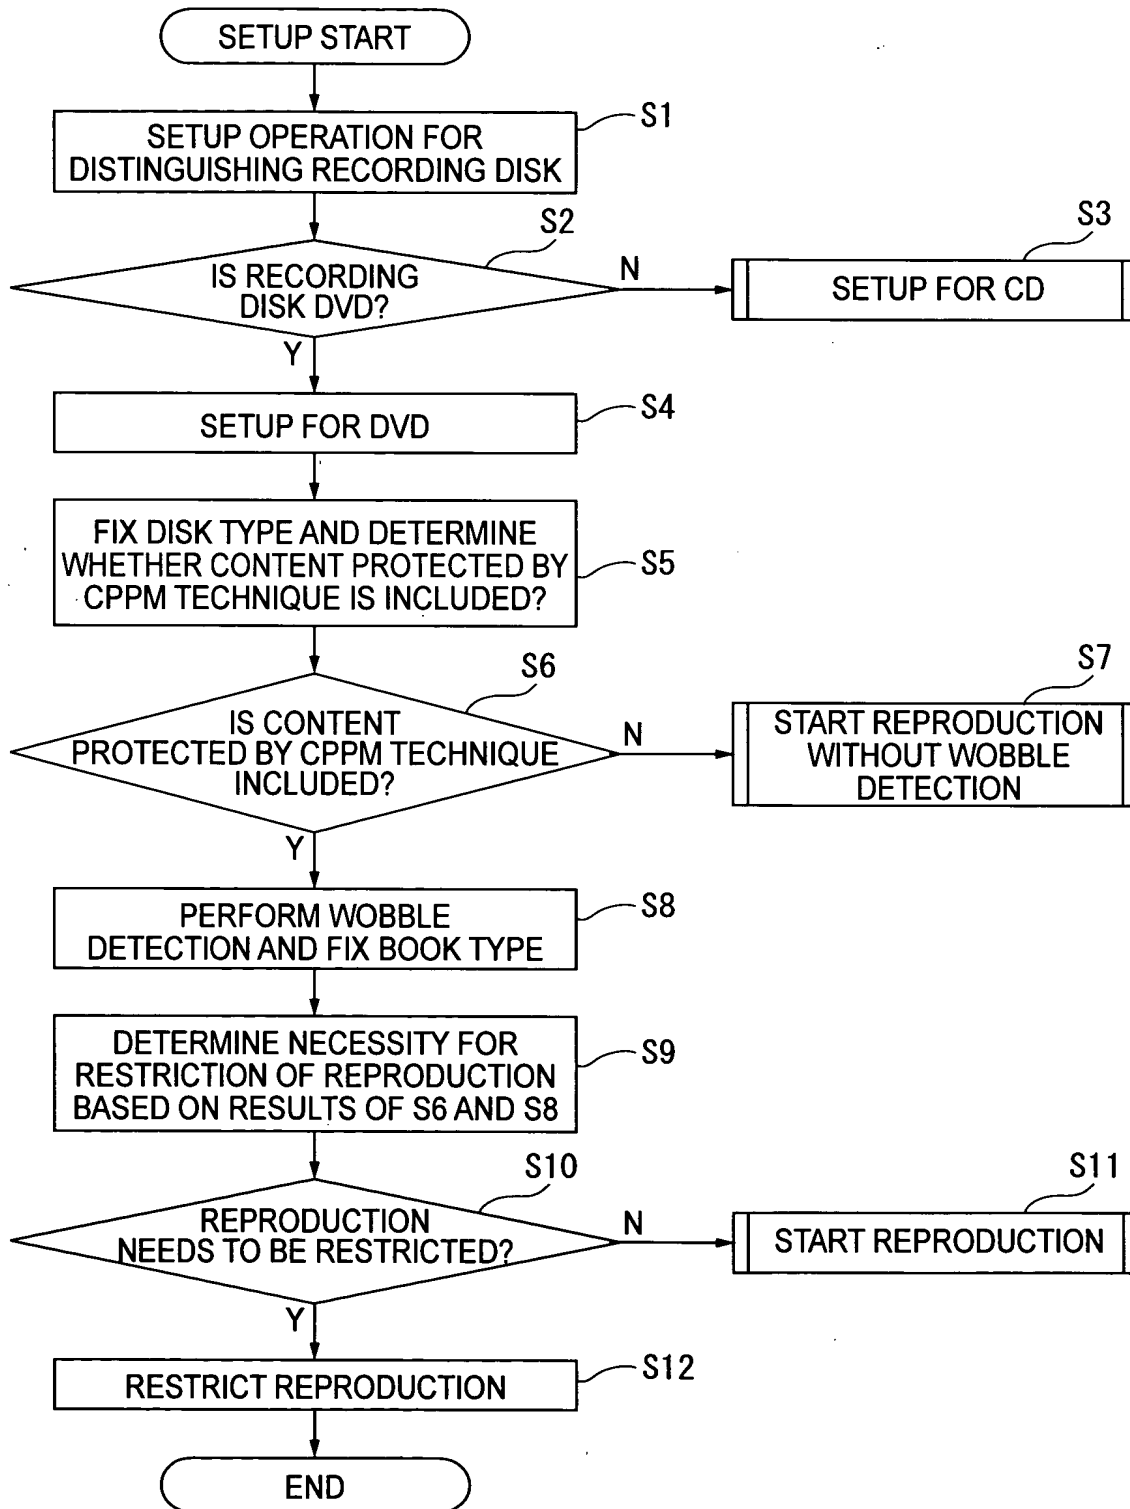 SETUP START
S1
SETUP OPERATION FOR
DISTINGUISHING RECORDING DISK
S2
IS RECORDING
DISK DVD?
N
S3
SETUP FOR CD
Y
S4
SETUP FOR DVD
FIX DISK TYPE AND DETERMINE
WHETHER CONTENT PROTECTED BY
CPPM TECHNIQUE IS INCLUDED?
S5
S6
IS CONTENT
PROTECTED BY CPPM TECHNIQUE
INCLUDED?
N
S7
START REPRODUCTION
WITHOUT WOBBLE
DETECTION
Y
PERFORM WOBBLE
DETECTION AND FIX BOOK TYPE
S8
DETERMINE NECESSITY FOR
RESTRICTION OF REPRODUCTION
BASED ON RESULTS OF S6 AND S8
S9
S10
REPRODUCTION
NEEDS TO BE RESTRICTED?
N
S11
START REPRODUCTION
Y
RESTRICT REPRODUCTION
S12
END